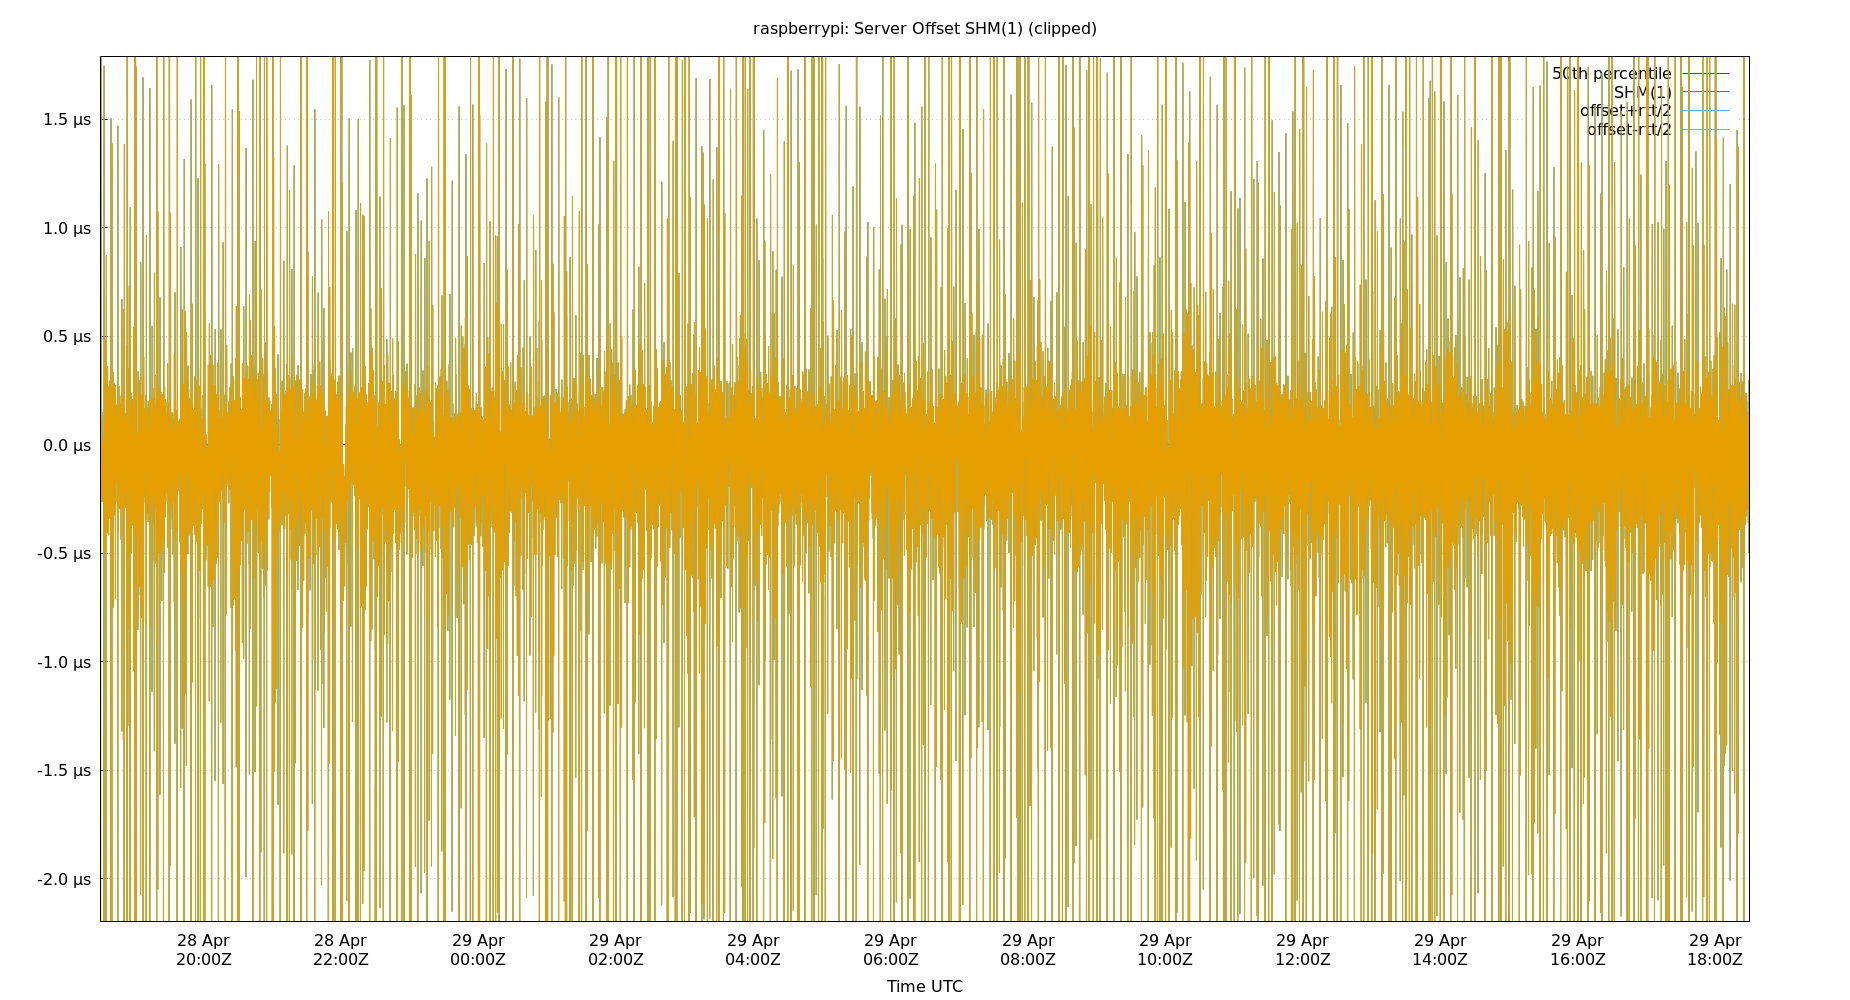 raspberrypi: Server Offset SHM(1) (clipped)
50th percentile
SHM(1)
offset+rtt/2
offset-rtt/2
1.5 µs
1.0 µs
0.5 µs
0.0 µs
-0.5 µs
-1.0 µs
-1.5 µs
-2.0 µs
28 Apr 28 Apr 29 Apr 29 Apr 29 Apr 29 Apr 29 Apr 29 Apr 29 Apr 29 Apr 29 Apr 29 Apr
20:00Z 22:00Z 00:00Z 02:00Z 04:00Z 06:00Z 08:00Z 10:00Z 12:00Z 14:00Z 16:00Z 18:00Z
Time UTC